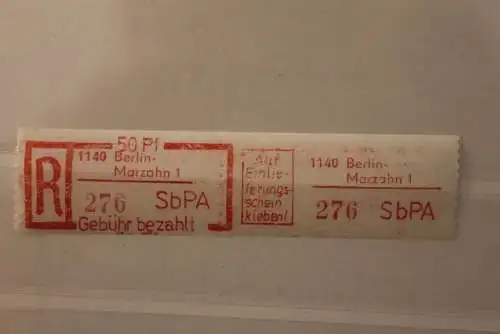 50 Pf
R
1140 Berlin-
Marzahn 1
276 SbPA
Gebühr bezahlt
Auf
Einlie-
ferungs-
schein
kleben!
1140 Berlin-
Marzahn 1
276 SbPA